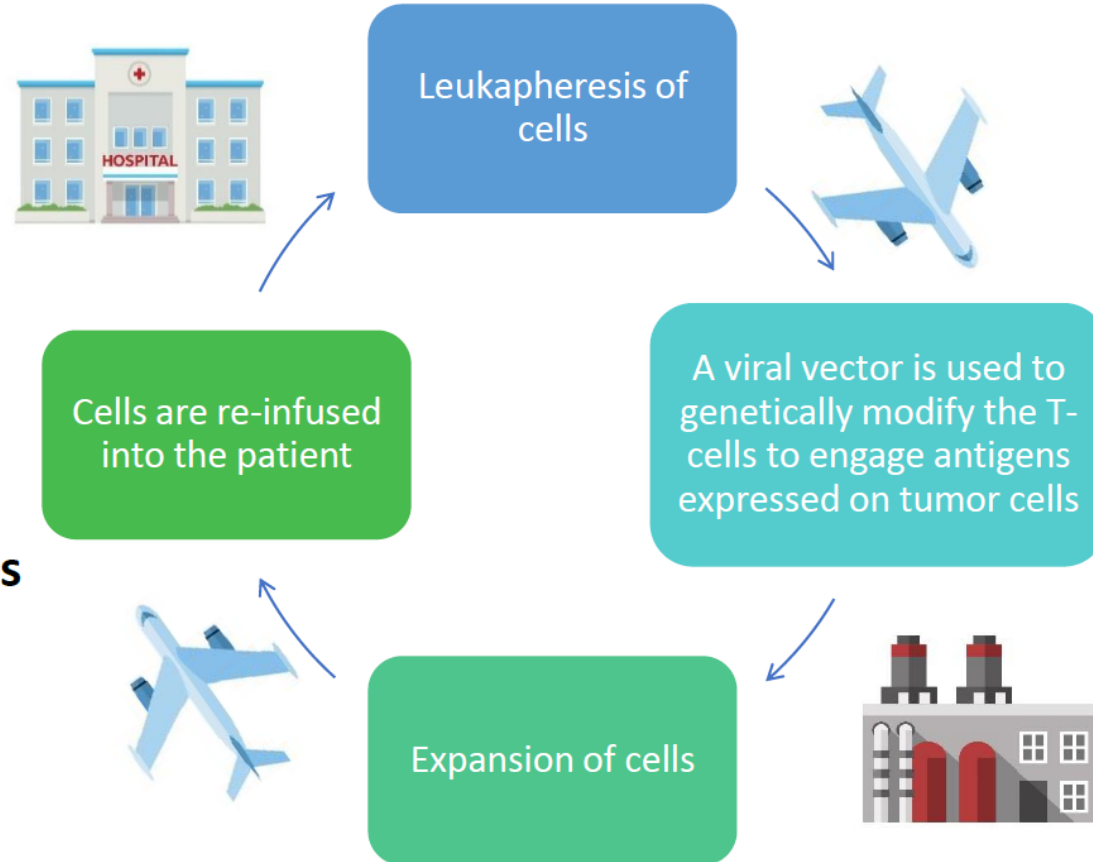 Leukapheresis of
cells
HOSPITAL
A viral vector is used to
genetically modify the T-
cells to engage antigens
expressed on tumor cells
Cells are re-infused
into the patient
s
Expansion of cells